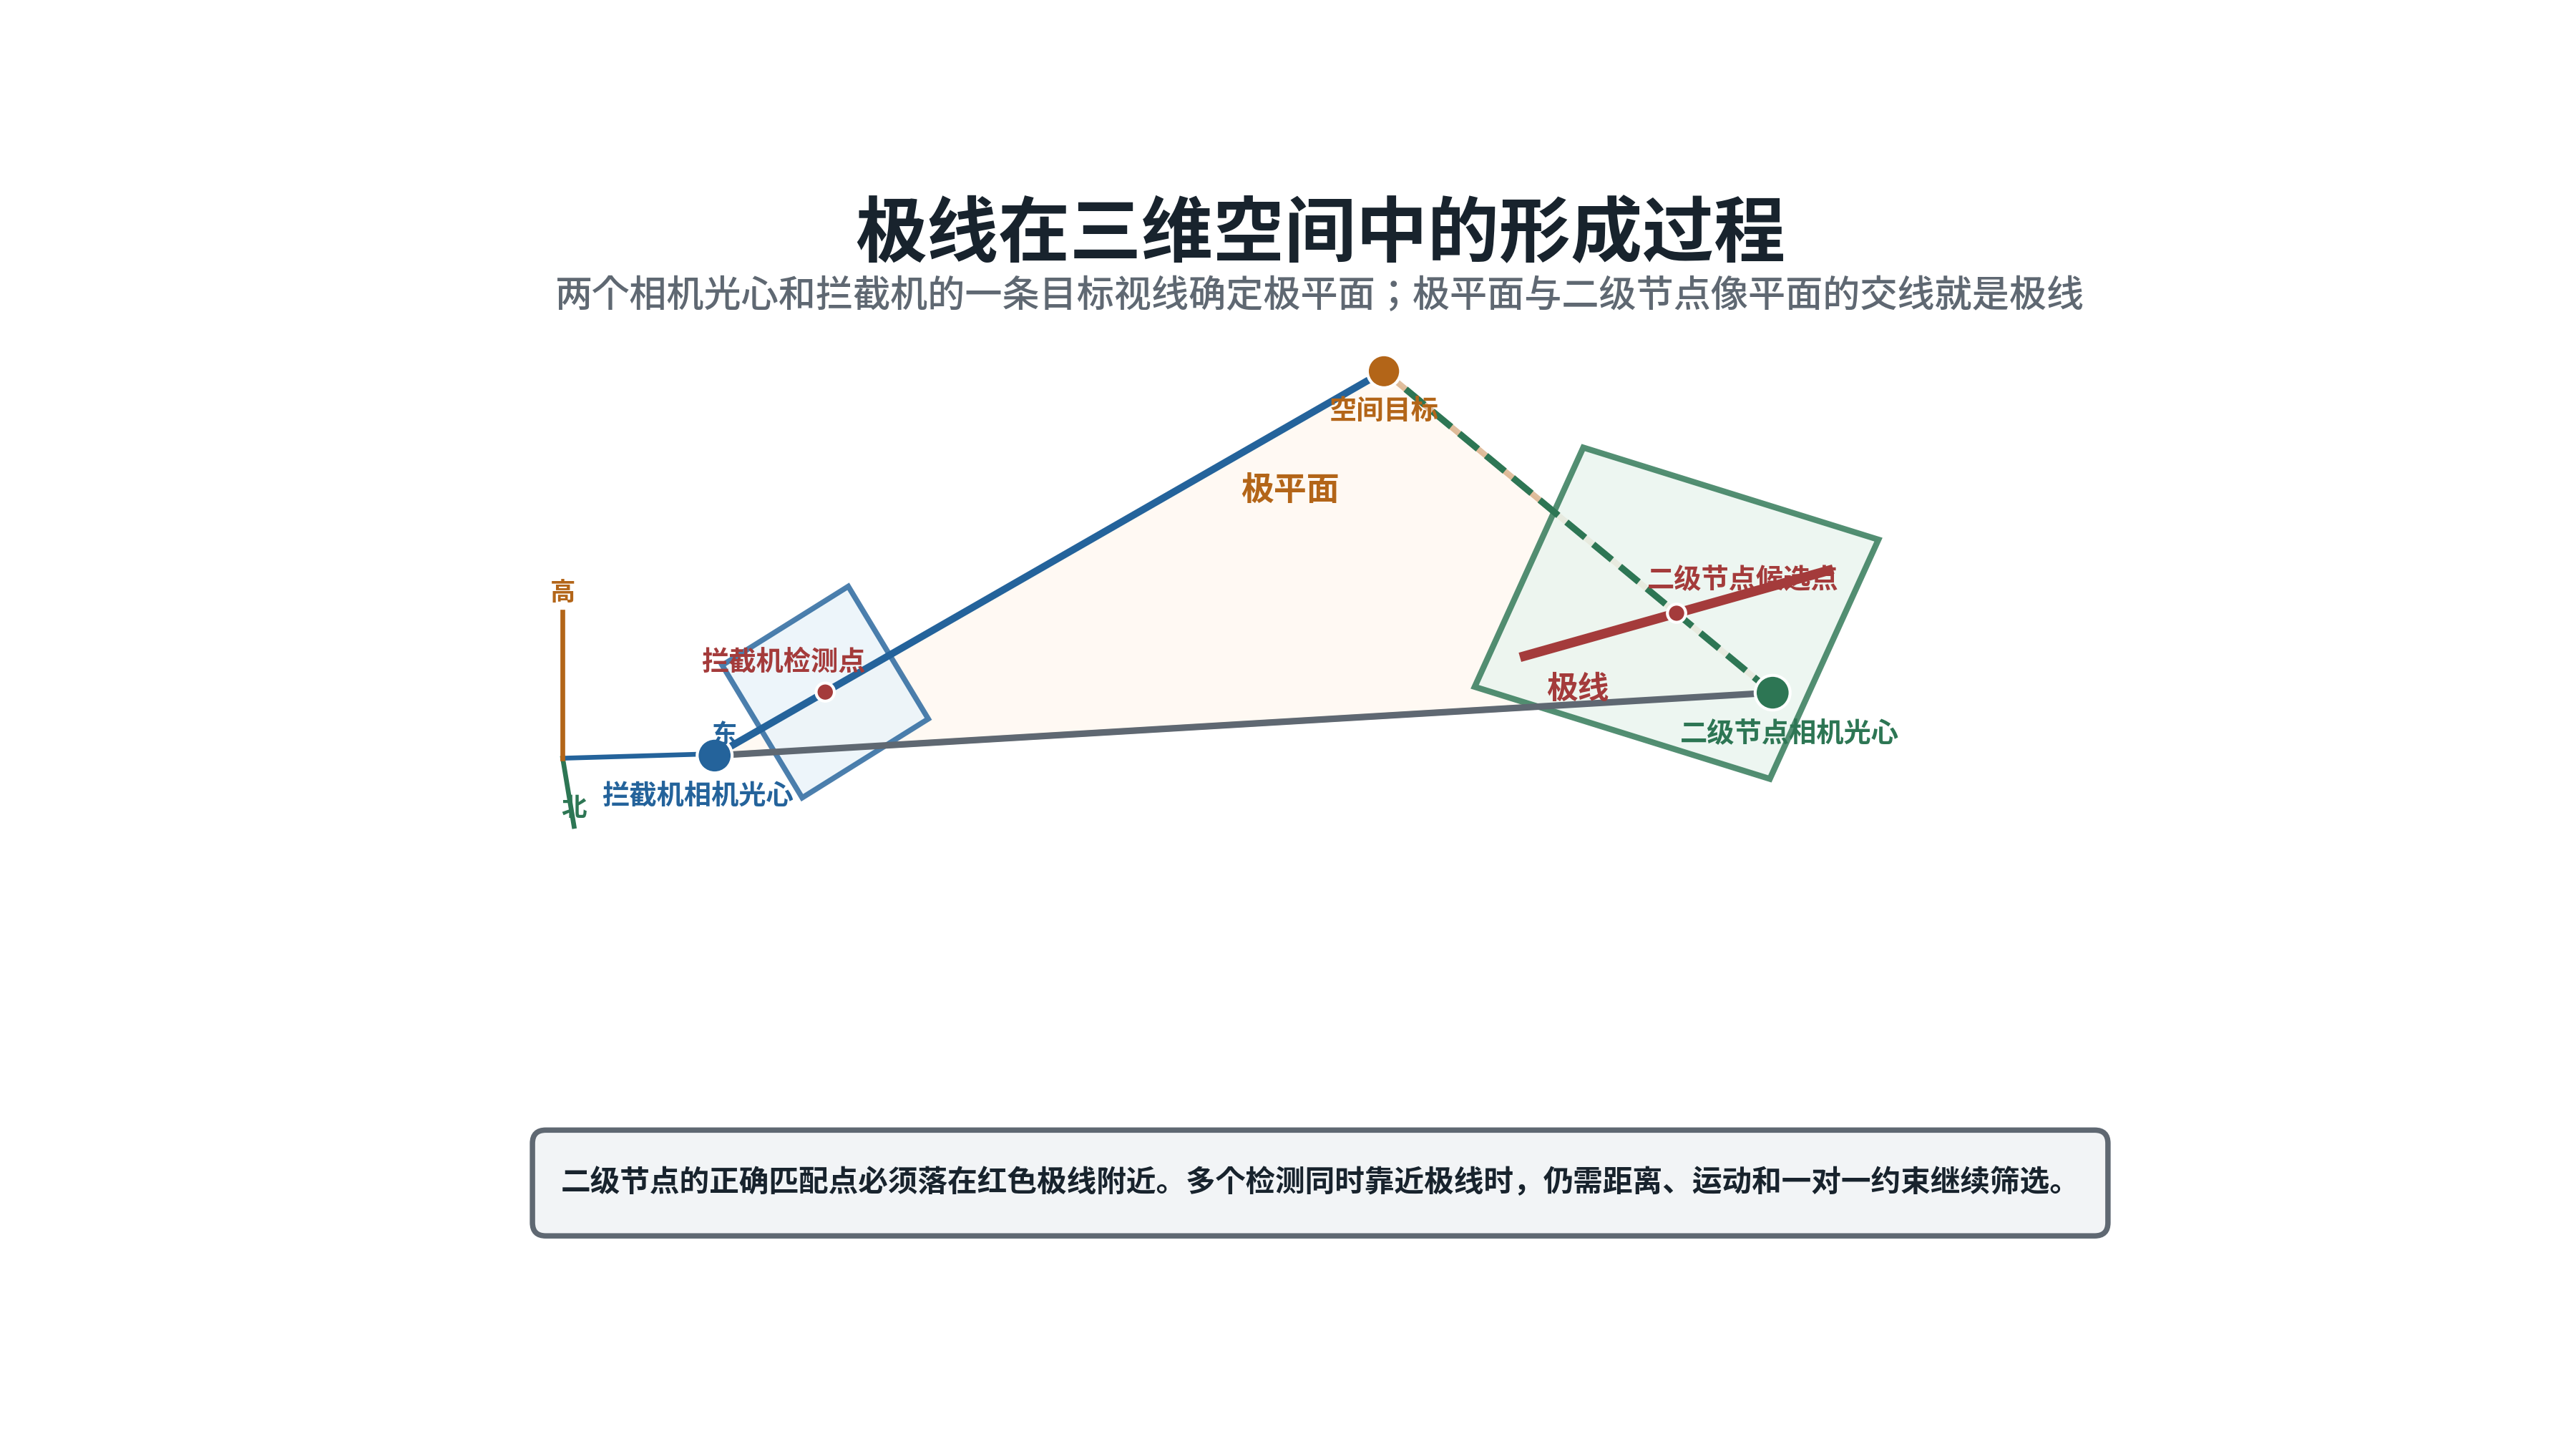 极线在三维空间中的形成过程
两个相机光心和拦截机的一条目标视线确定极平面；极平面与二级节点像平面的交线就是极线
空间目标
极平面
高
二级节点候选点
拦截机检测点
极线
东
二级节点相机光心
拦截机相机光心
北
二级节点的正确匹配点必须落在红色极线附近。多个检测同时靠近极线时，仍需距离、运动和一对一约束继续筛选。